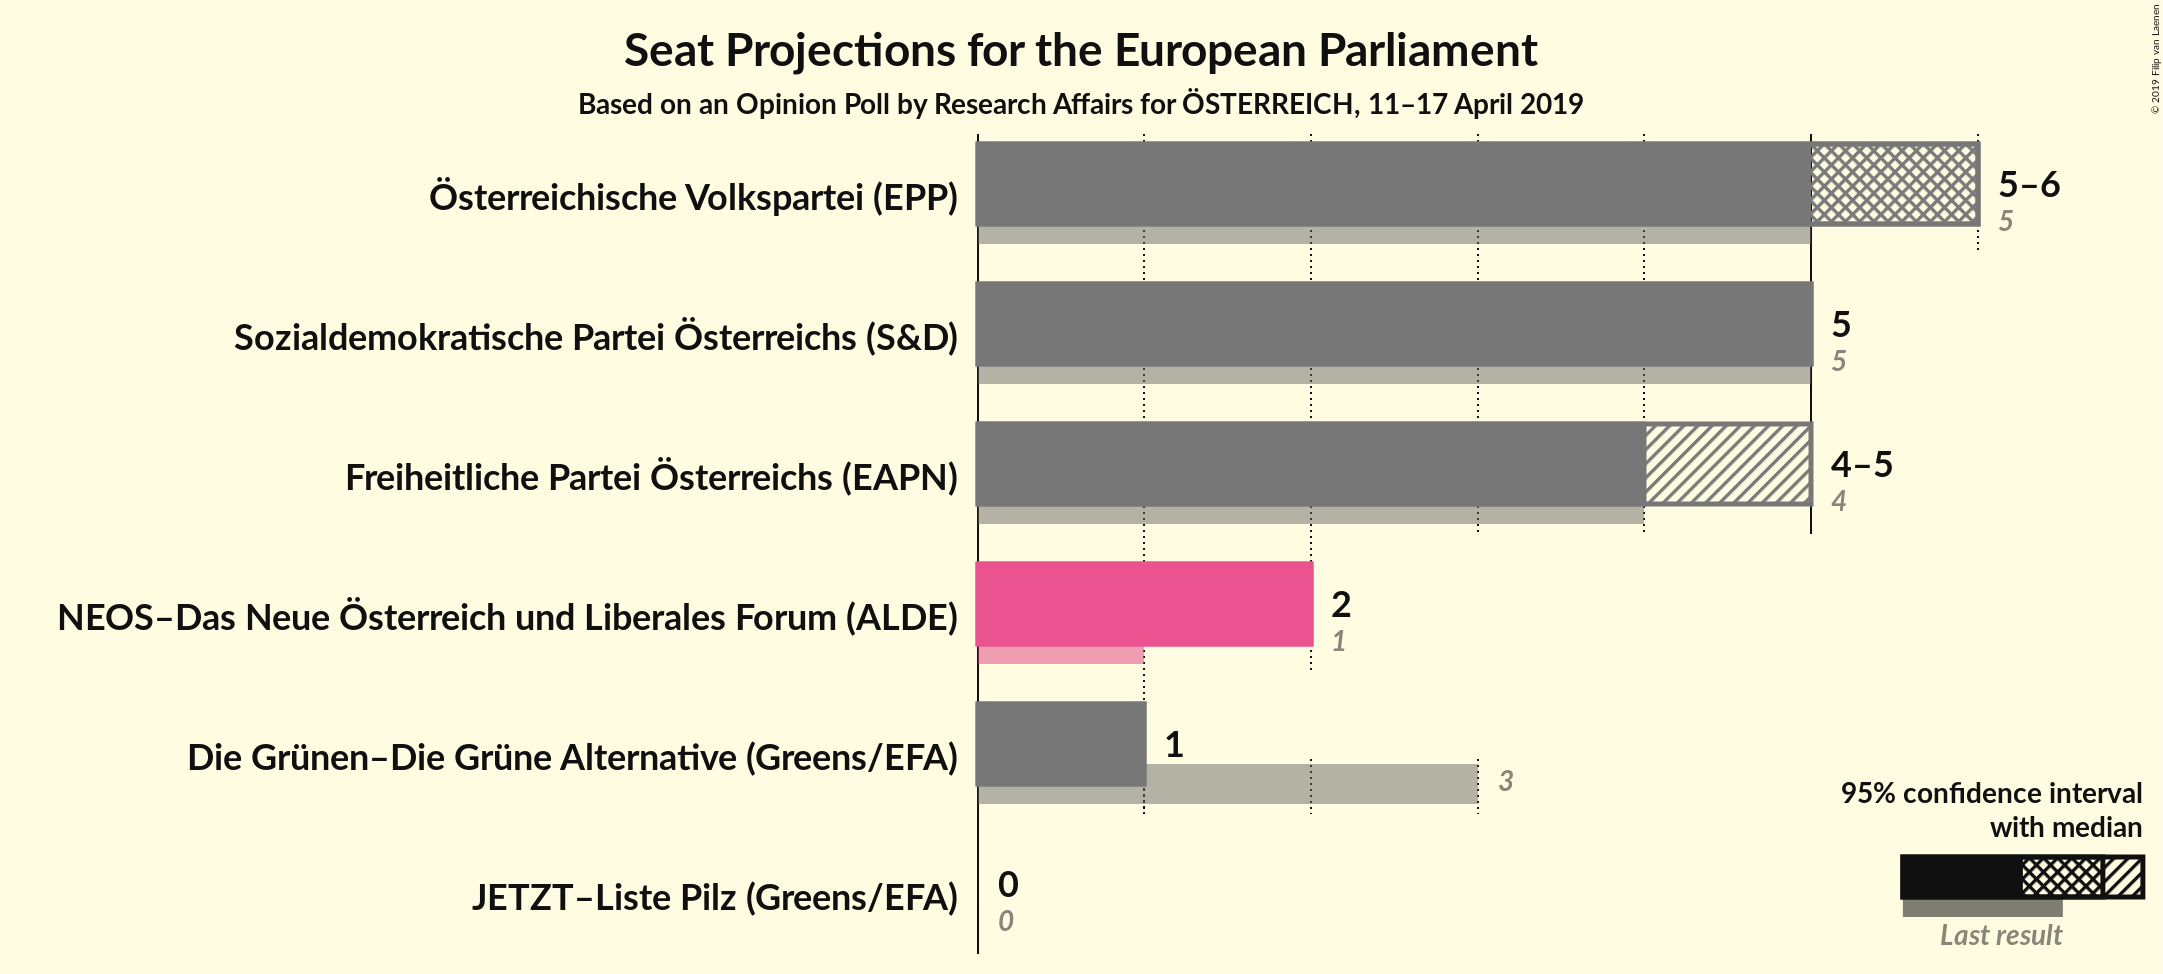 Seat Projections for the European Parliament
Based on an Opinion Poll by Research Affairs for ÖSTERREICH, 11–17 April 2019
© 2019 Filip van Laenen
Österreichische Volkspartei (EPP)
5–6
5
Sozialdemokratische Partei Österreichs (S&D)
5
5
Freiheitliche Partei Österreichs (EAPN)
4–5
4
NEOS–Das Neue Österreich und Liberales Forum (ALDE)
2
1
Die Grünen–Die Grüne Alternative (Greens/EFA)
1
3
JETZT–Liste Pilz (Greens/EFA)
0
0
95% confidence interval
with median
Last result